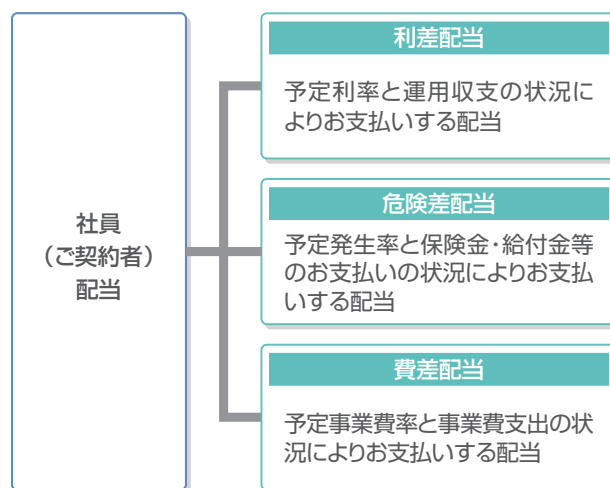 社員
（ご契約者）
配当
利差配当
予定利率と運用収支の状況に
よりお支払いする配当
危険差配当
予定発生率と保険金・給付金等
のお支払いの状況によりお支払
いする配当
費差配当
予定事業費率と事業費支出の状
況によりお支払いする配当